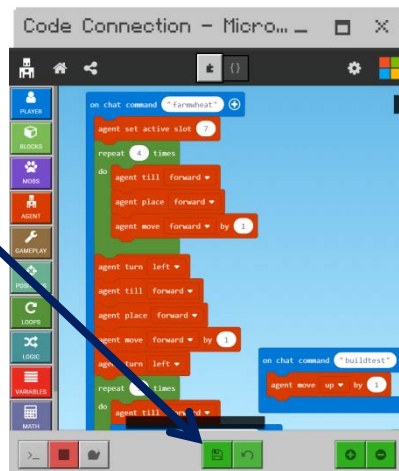 Code Connection - Micro...
PLAYER
BLOCKS
MOBS
AGENT
GAMEPLAY
LOOPS
LOGIC
VARIABLES
MATH
on chat command "farmwheat"
agent set active slot 7
repeat 4 times
do
agent till forward
agent place forward
agent move forward by 1
agent turn left
agent till forward
agent place forward
agent move forward by 1
agent turn left
repeat times
do
agent till forward
on chat command "buildtest"
agent move up by 1